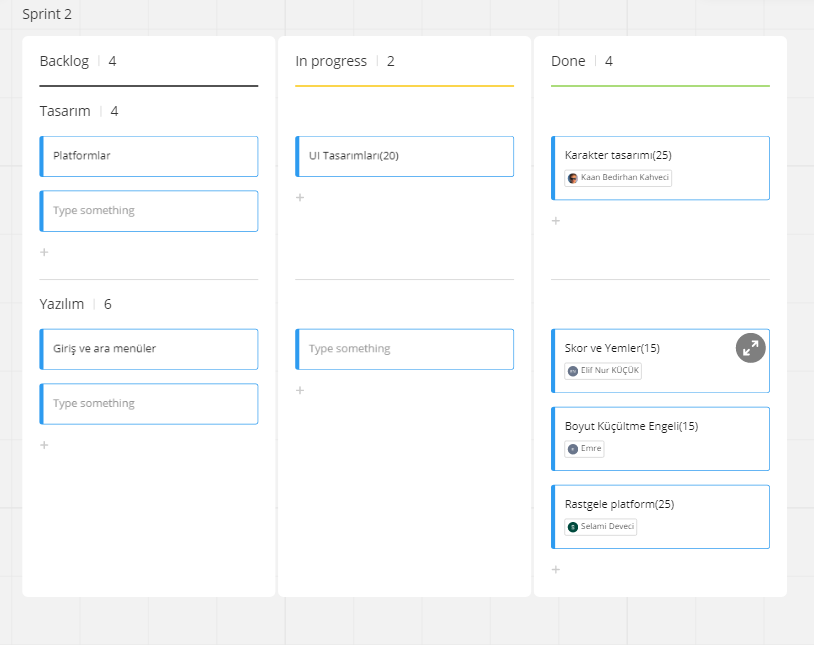 Sprint 2
Backlog 4
In progress 2
Done 4
Tasarım 4
Platformlar
Type something
UI Tasarımları(20)
Karakter tasarımı(25)
Kaan Bedirhan Kahveci
Yazılım 6
Giriş ve ara menüler
Type something
Type something
Skor ve Yemler(15)
Elif Nur KÜÇÜK
Boyut Küçültme Engeli(15)
Emre
Rastgele platform(25)
Selami Deveci